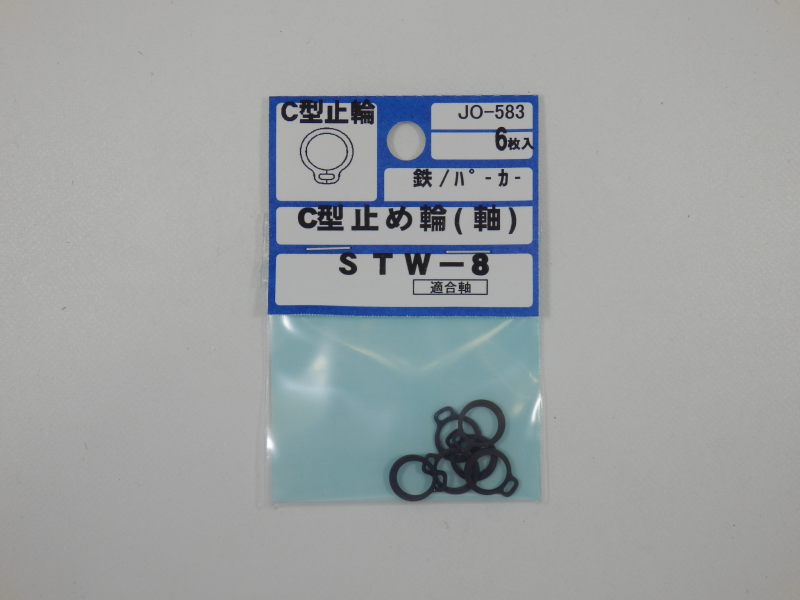 C型止輪
JO-583
6枚入
鉄/パーカー
C型止め輪(軸)
STW-8
適合軸